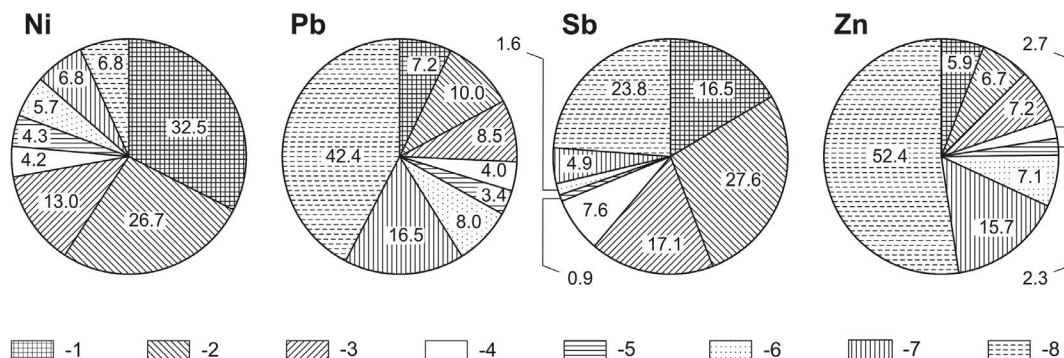 Ni Pb Sb Zn
6.8 6.8 5.7 4.3 4.2 13.0 26.7 32.5
7.2 10.0 8.5 4.0 3.4 8.0 16.5 42.4
1.6 23.8 16.5 4.9 27.6 7.6 17.1 0.9
2.7 5.9 6.7 7.2 52.4 7.1 15.7 2.3
-1 -2 -3 -4 -5 -6 -7 -8